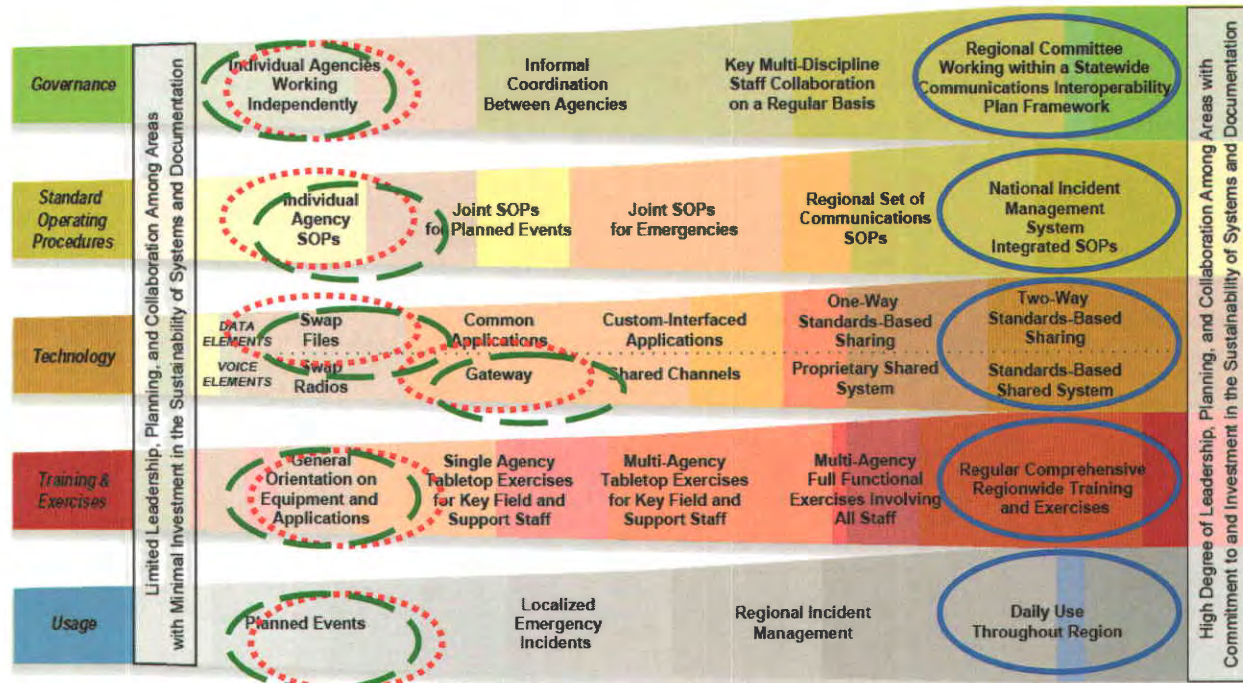 Governance
Individual Agencies
Working
Independently
Informal
Coordination
Between Agencies
Key Multi-Discipline
Staff Collaboration
on a Regular Basis
Regional Committee
Working within a Statewide
Communications Interoperability
Plan Framework
Standard
Operating
Procedures
Individual
Agency
SOPs
Joint SOPs
for Planned Events
Joint SOPs
for Emergencies
Regional Set of
Communications
SOPs
National Incident
Management
System
Integrated SOPs
Technology
DATA
ELEMENTS
Swap
Files
Common
Applications
Custom-Interfaced
Applications
One-Way
Standards-Based
Sharing
Two-Way
Standards-Based
Sharing
VOICE
ELEMENTS
Swap
Radios
Gateway
Shared Channels
Proprietary Shared
System
Standards-Based
Shared System
Training &
Exercises
General
Orientation on
Equipment and
Applications
Single Agency
Tabletop Exercises
for Key Field and
Support Staff
Multi-Agency
Tabletop Exercises
for Key Field and
Support Staff
Multi-Agency
Full Functional
Exercises Involving
All Staff
Regular Comprehensive
Regionwide Training
and Exercises
Usage
Planned Events
Localized
Emergency
Incidents
Regional Incident
Management
Daily Use
Throughout Region
Limited Leadership, Planning, and Collaboration Among Areas
with Minimal Investment in the Sustainability of Systems and Documentation
High Degree of Leadership, Planning, and Collaboration Among Areas with
Commitment to and Investment in the Sustainability of Systems and Documentation